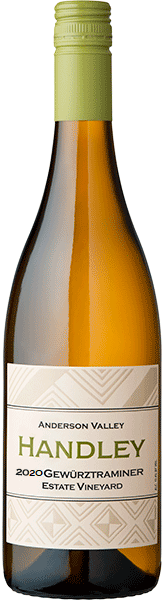 ANDERSON VALLEY
HANDLEY
2020 GEWÜRZTRAMINER
ESTATE VINEYARD